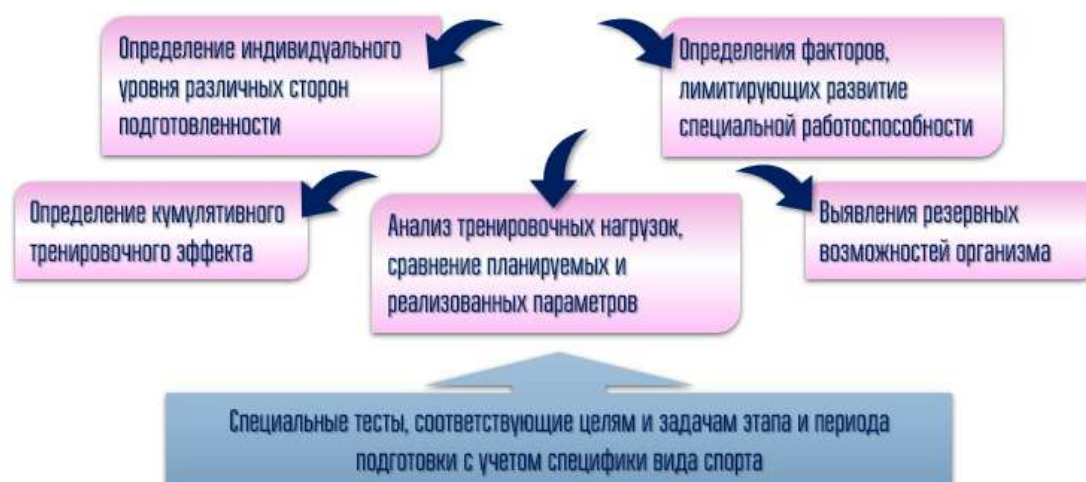 Определение индивидуального
уровня различных сторон
подготовленности
Определения факторов,
лимитирующих развитие
специальной работоспособности
Определение кумулятивного
тренировочного эффекта
Анализ тренировочных нагрузок,
сравнение планируемых и
реализованных параметров
Выявления резервных
возможностей организма
Специальные тесты, соответствующие целям и задачам этапа и периода
подготовки с учетом специфики вида спорта